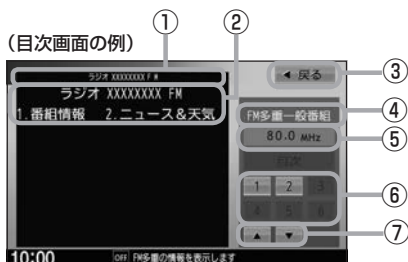 ① ②
(目次画面の例)
ラジオ XXXXXXXX F M
ラジオ XXXXXXXX FM
1.番組情報 2.ニュース&天気
◀ 戻る ③
FM多重一般番組 ④
80.0 MHz ⑤
目次
1 2 3 ⑥
4 5 6
▲ ▼ ⑦
10:00 OFF FM多重の情報を表示します